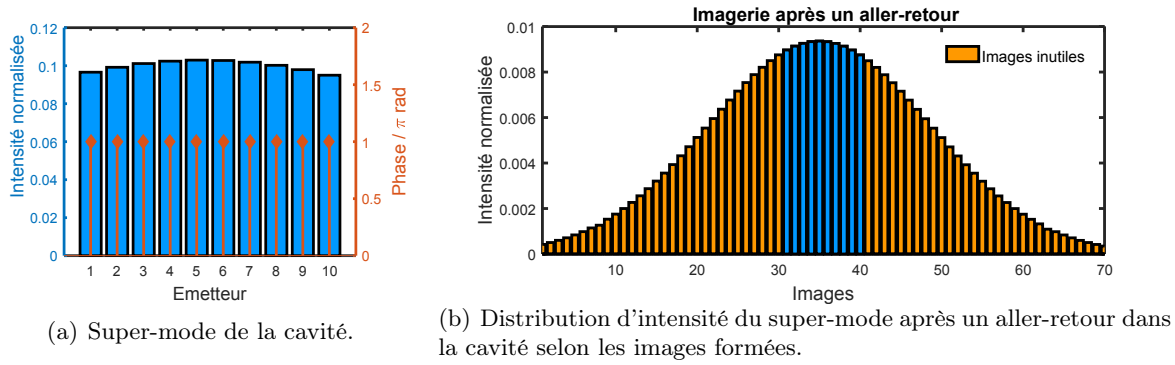 0.12
0.1
0.08
0.06
0.04
0.02
0
Intensité normalisée
2
1.5
1
0.5
0
Phase / π rad
1 2 3 4 5 6 7 8 9 10
Emetteur
(a) Super-mode de la cavité.
Imagerie après un aller-retour
0.01
0.008
0.006
0.004
0.002
0
Intensité normalisée
Images inutiles
10 20 30 40 50 60 70
Images
(b) Distribution d'intensité du super-mode après un aller-retour dans
la cavité selon les images formées.